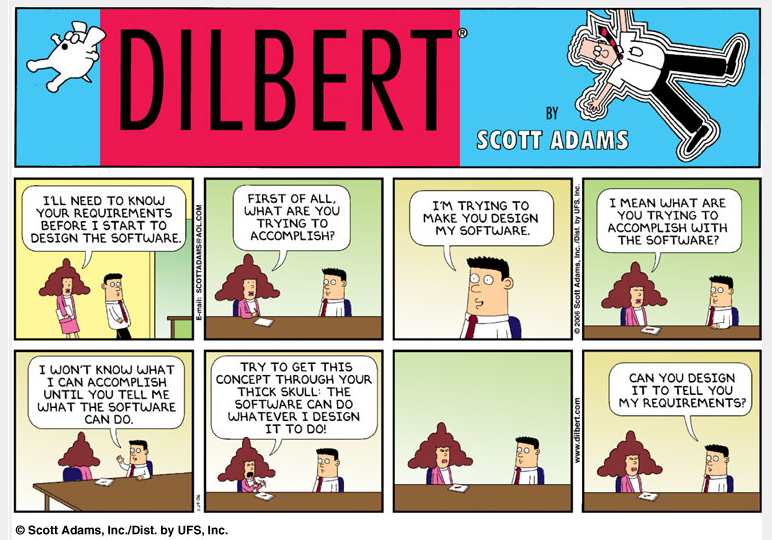 DILBERT®
BY
SCOTT ADAMS
I'LL NEED TO KNOW
YOUR REQUIREMENTS
BEFORE I START TO
DESIGN THE SOFTWARE.
E-mail: SCOTTADAMS@AOL.COM
FIRST OF ALL,
WHAT ARE YOU
TRYING TO
ACCOMPLISH?
I'M TRYING TO
MAKE YOU DESIGN
MY SOFTWARE.
© 2006 Scott Adams, Inc./Dist. by UFS, Inc.
I MEAN WHAT ARE
YOU TRYING TO
ACCOMPLISH WITH
THE SOFTWARE?
I WON'T KNOW WHAT
I CAN ACCOMPLISH
UNTIL YOU TELL ME
WHAT THE SOFTWARE
CAN DO.
TRY TO GET THIS
CONCEPT THROUGH YOUR
THICK SKULL: THE
SOFTWARE CAN DO
WHATEVER I DESIGN
IT TO DO!
www.dilbert.com
CAN YOU DESIGN
IT TO TELL YOU
MY REQUIREMENTS?
© Scott Adams, Inc./Dist. by UFS, Inc.